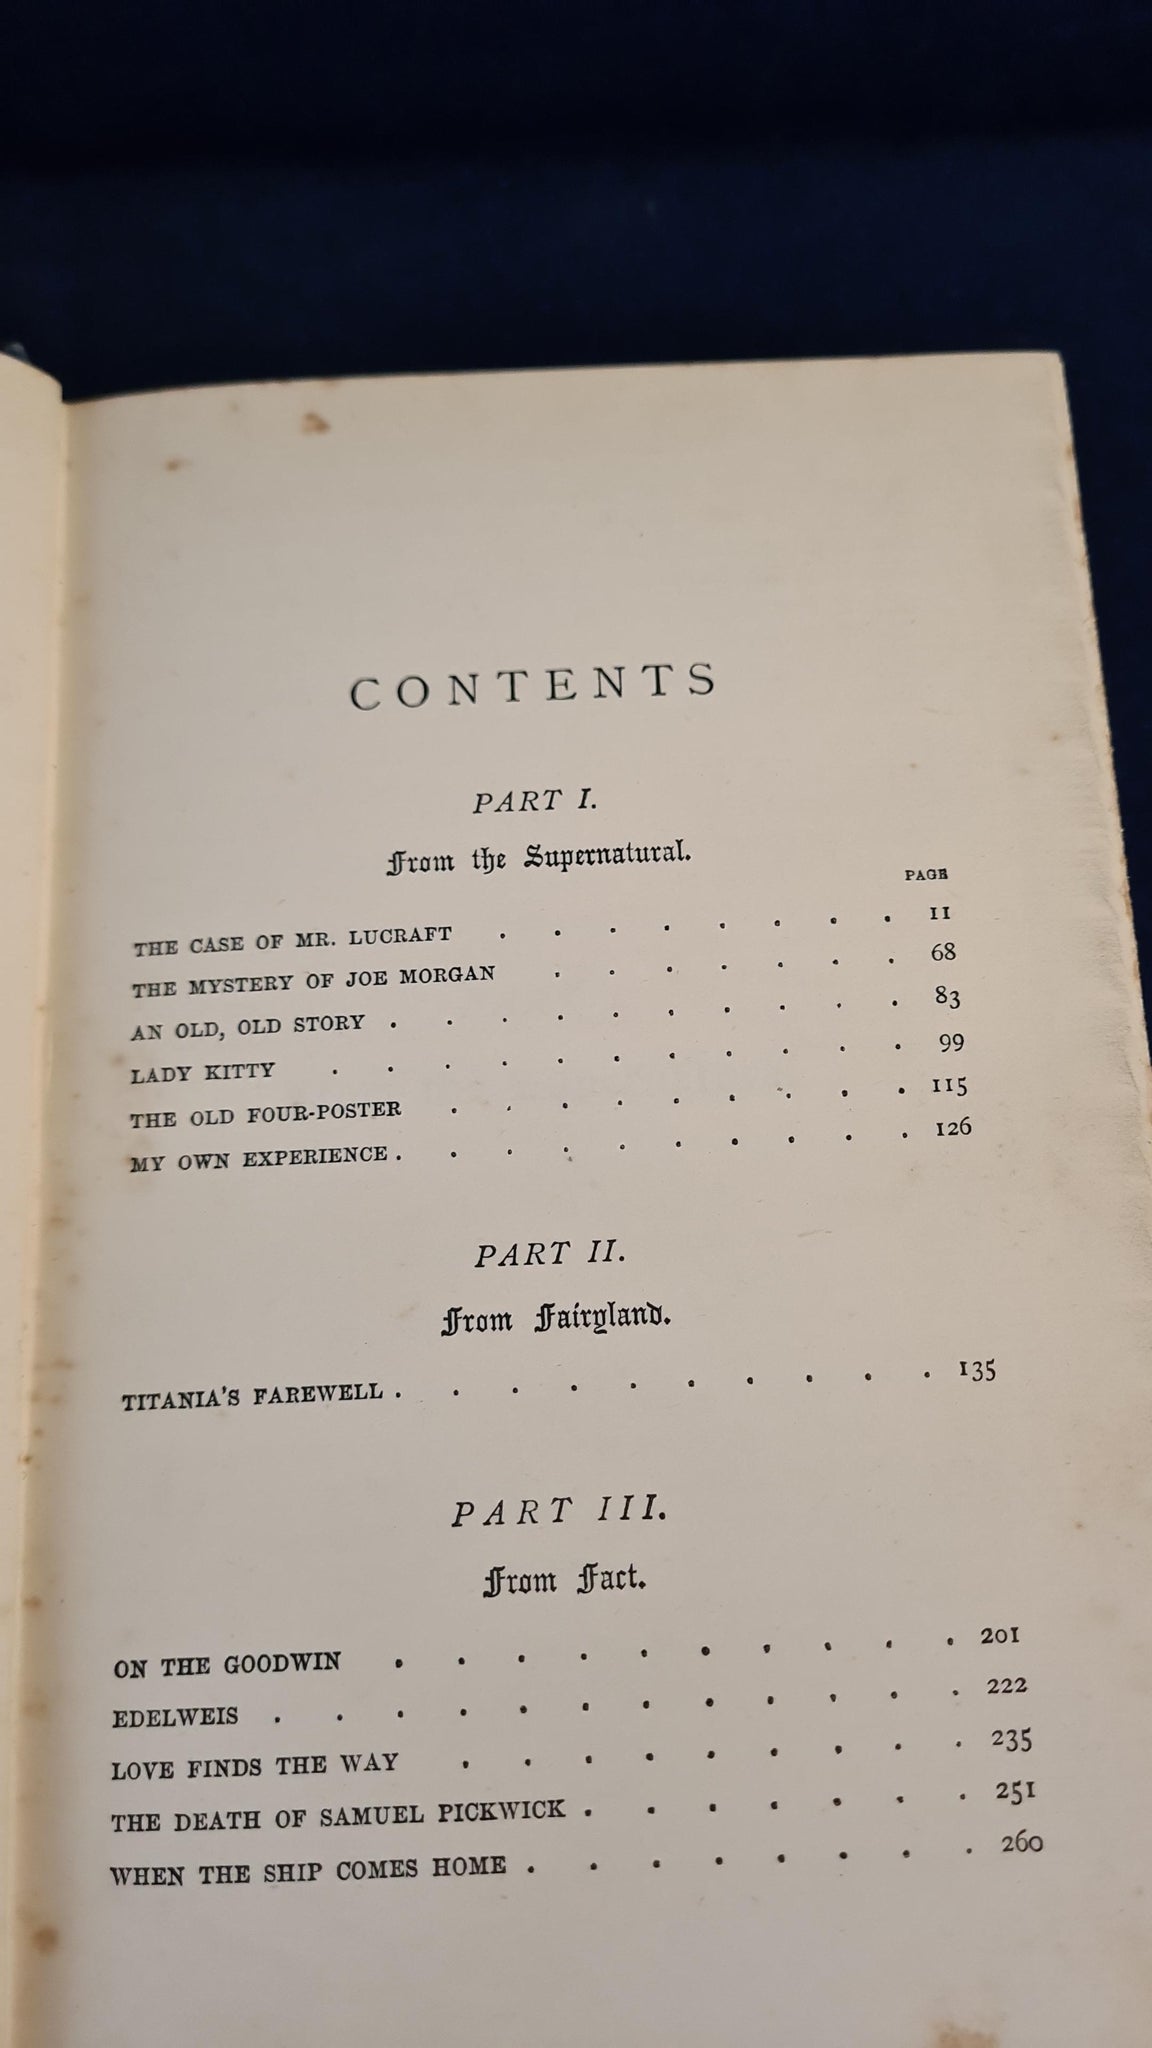 CONTENTS
PART I.
From the Supernatural.
PAGE
THE CASE OF MR. LUCRAFT . . . . . . . . 11
THE MYSTERY OF JOE MORGAN . . . . . . . 68
AN OLD, OLD STORY . . . . . . . . . . 83
LADY KITTY . . . . . . . . . . . 99
THE OLD FOUR-POSTER . . . . . . . . . 115
MY OWN EXPERIENCE . . . . . . . . . . 126
PART II.
From Fairyland.
TITANIA'S FAREWELL . . . . . . . . . . 135
PART III.
From Fact.
ON THE GOODWIN . . . . . . . . . . 201
EDELWEIS . . . . . . . . . . . . 222
LOVE FINDS THE WAY . . . . . . . . . 235
THE DEATH OF SAMUEL PICKWICK . . . . . . . 251
WHEN THE SHIP COMES HOME . . . . . . . . 260